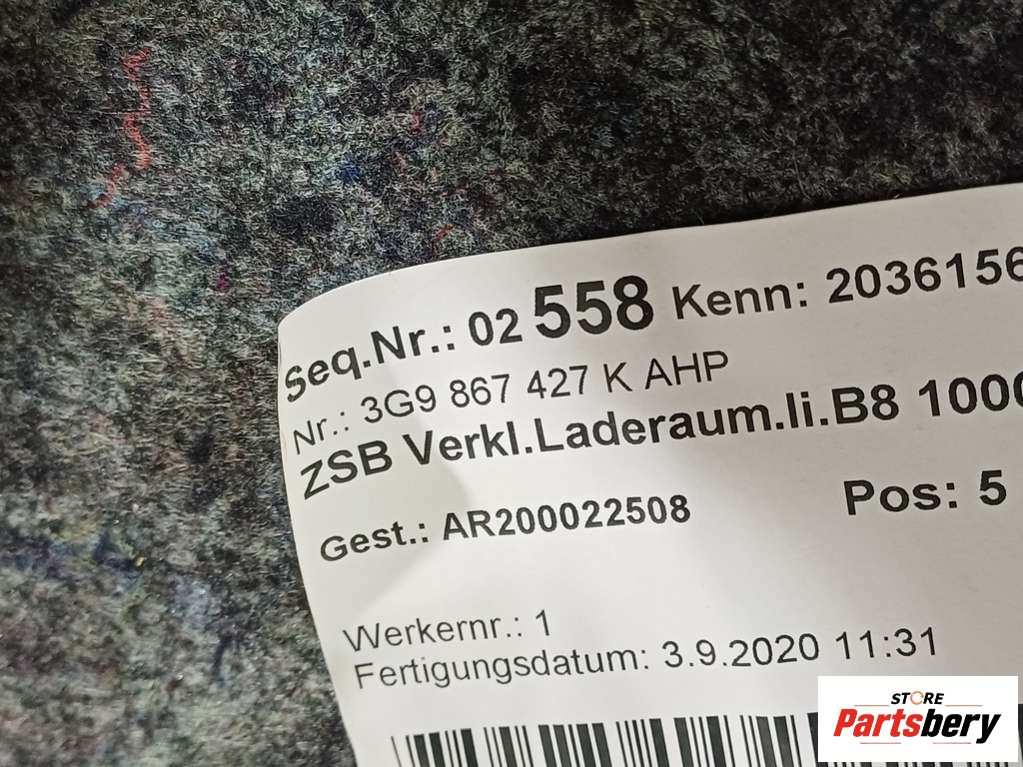 Seq.Nr.: 02 558 Kenn: 2036156
Nr.: 3G9 867 427 K AHP
ZSB Verkl.Laderaum.li.B8 1000
Gest.: AR200022508
Pos: 5
Werkernr.: 1
Fertigungsdatum: 3.9.2020 11:31
STORE
Partsbery